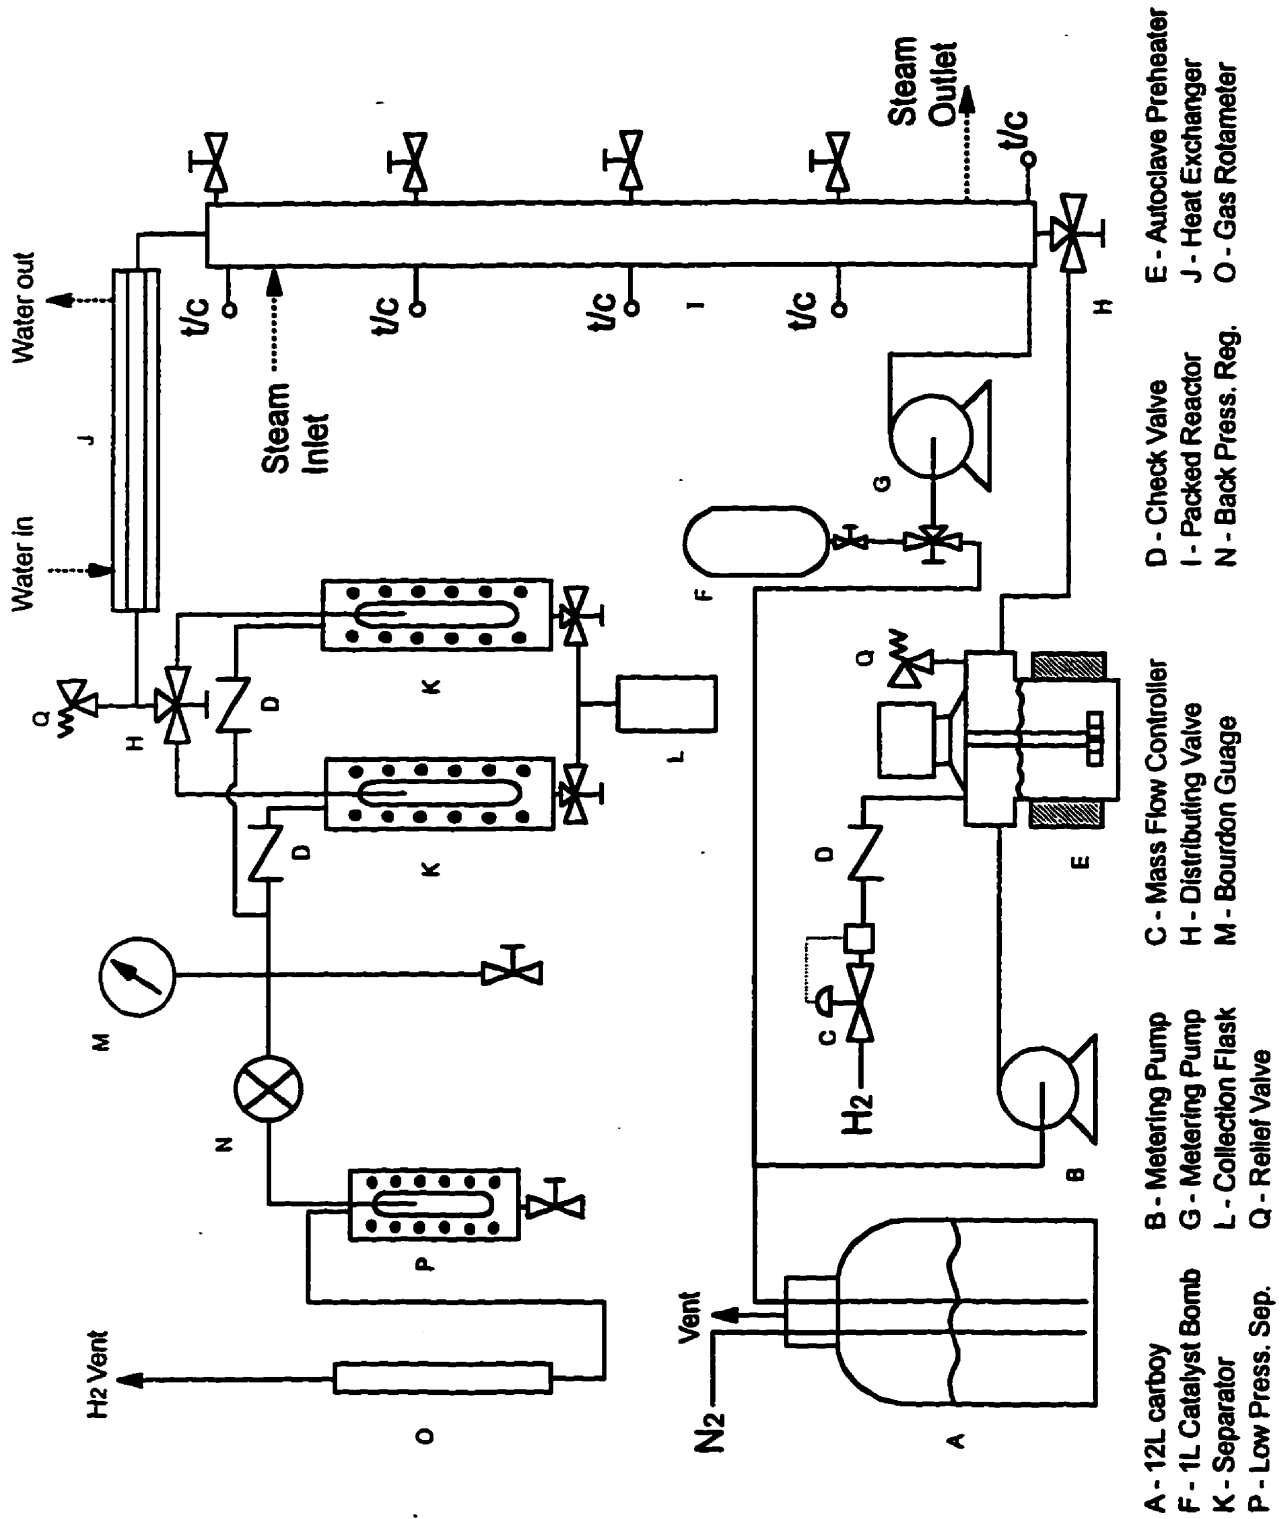 Water in
Water out
Q
J
H2 Vent
M
H
t/c
N
D
Steam
Inlet
D
t/c
O
P
K
K
t/c
L
Vent
I
F
N2
t/c
D
C
H2
Q
G
Steam
Outlet
A
t/c
B
E
H
A - 12L carboy B - Metering Pump C - Mass Flow Controller D - Check Valve E - Autoclave Preheater
F - 1L Catalyst Bomb G - Metering Pump H - Distributing Valve I - Packed Reactor J - Heat Exchanger
K - Separator L - Collection Flask M - Bourdon Guage N - Back Press. Reg. O - Gas Rotameter
P - Low Press. Sep. Q - Relief Valve